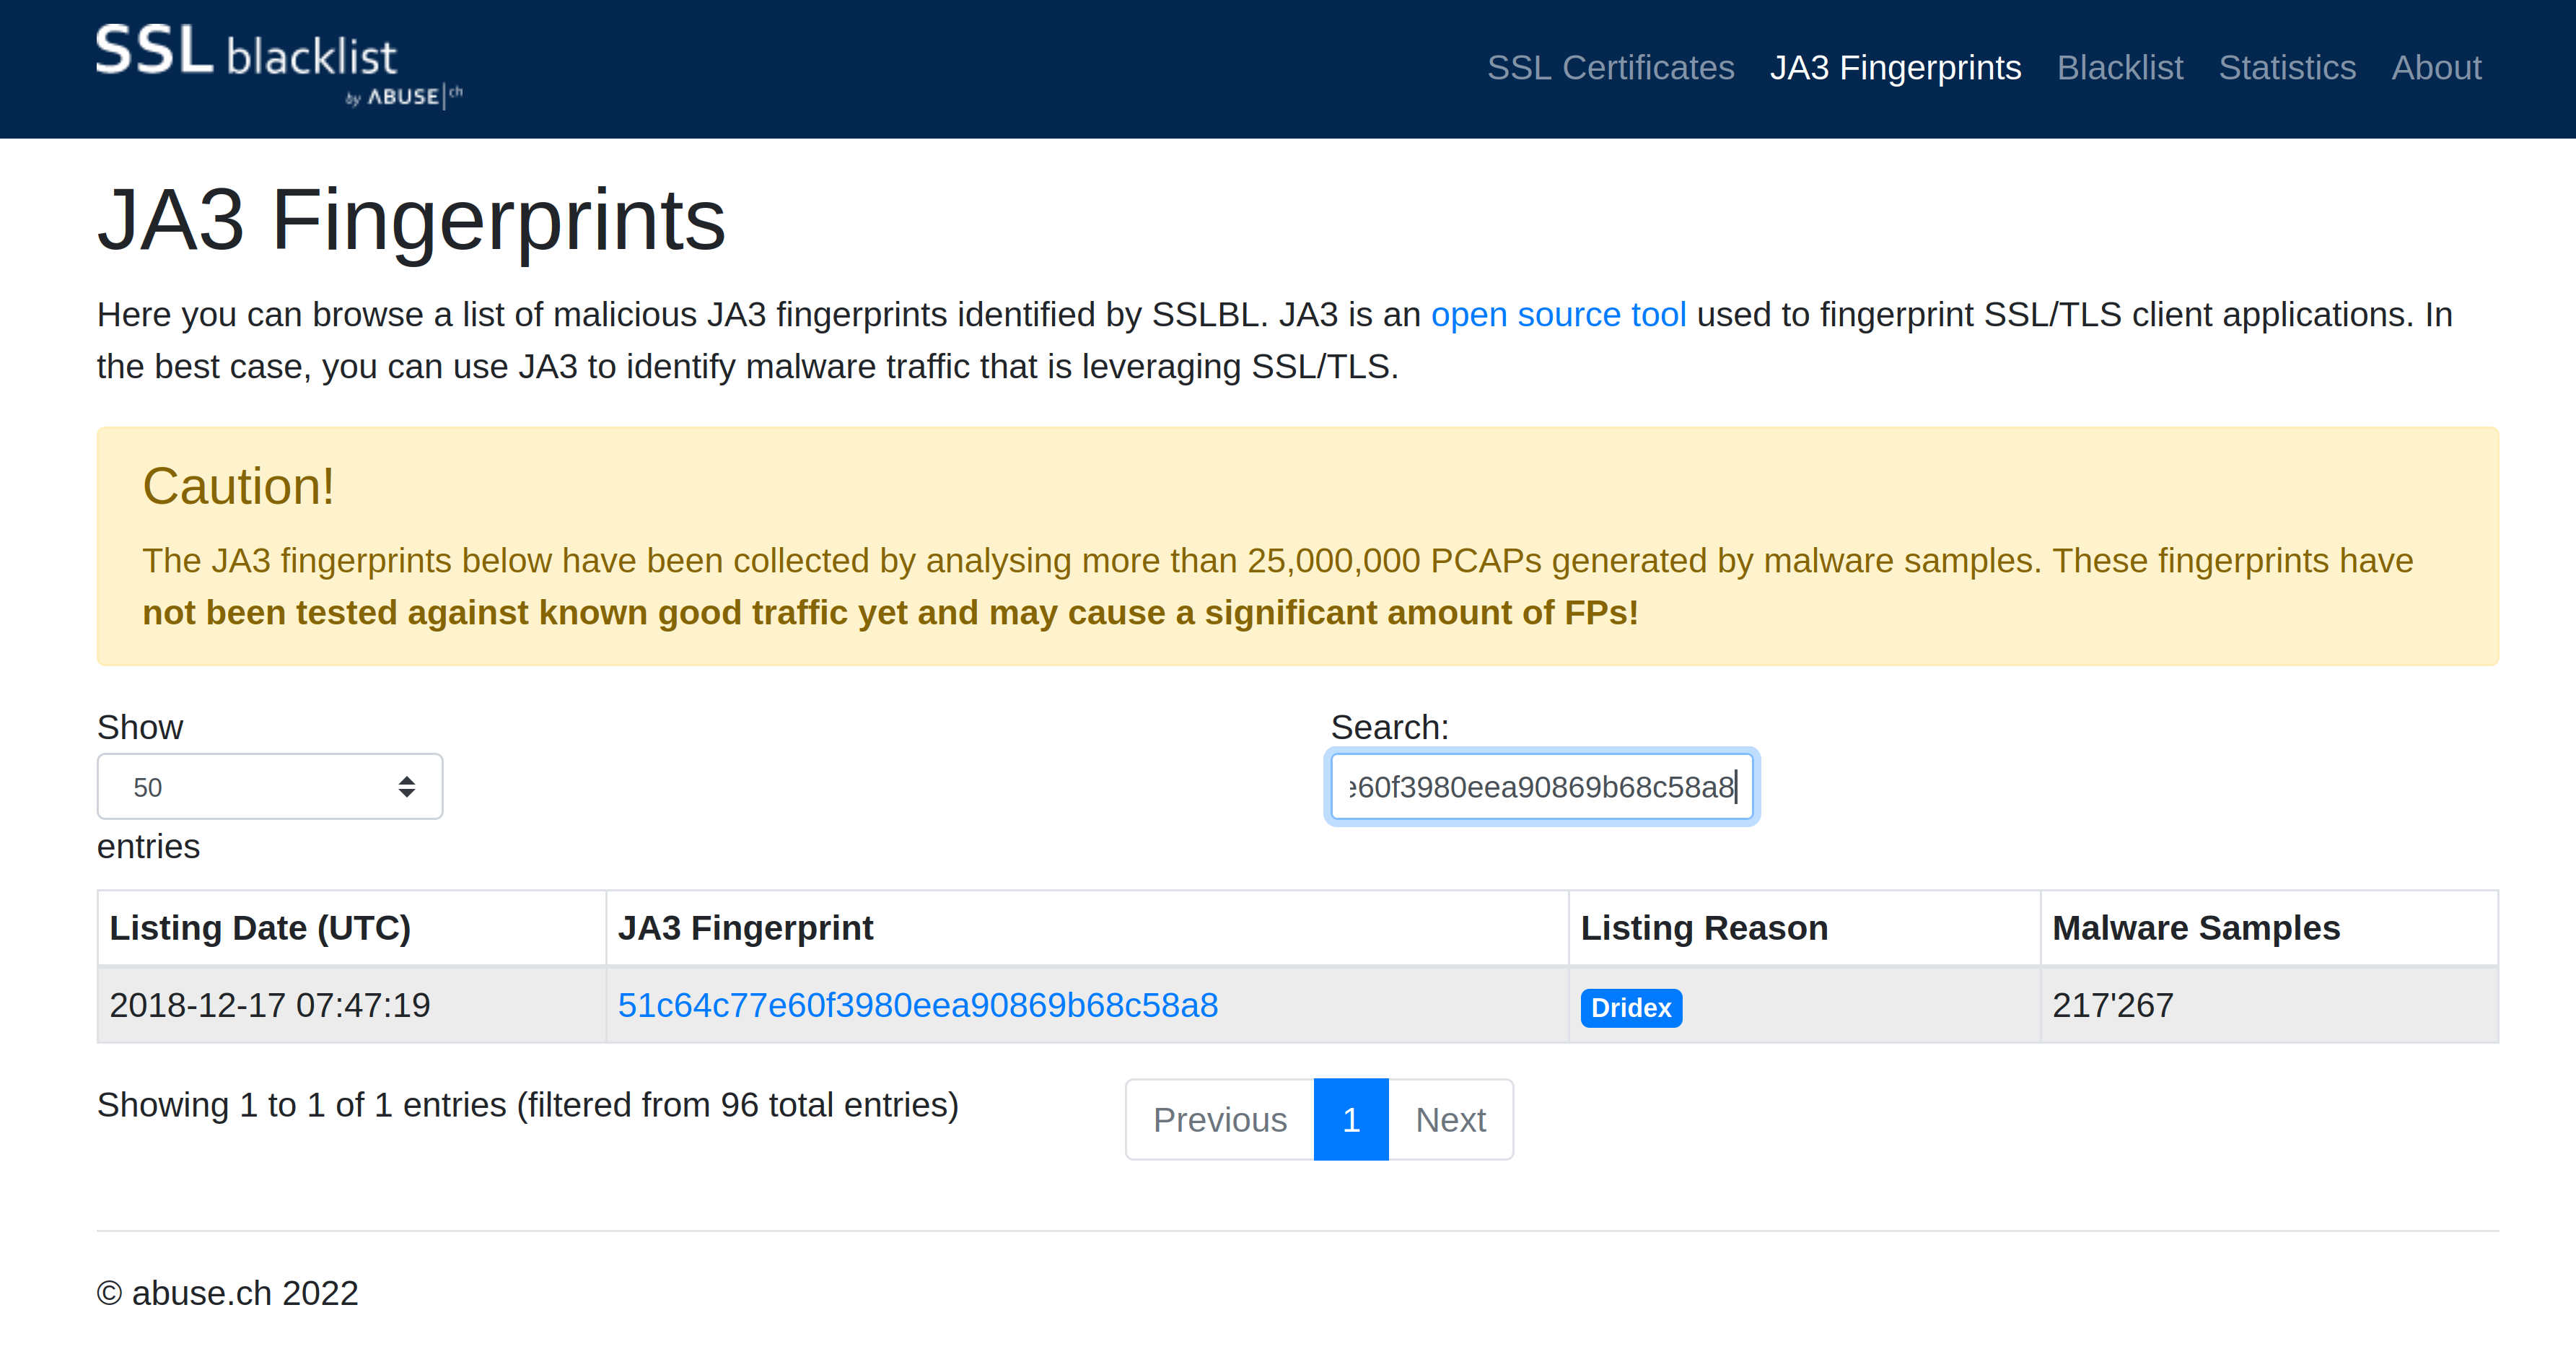 SSL blacklist
by ABUSE|ch
SSL Certificates JA3 Fingerprints Blacklist Statistics About
JA3 Fingerprints
Here you can browse a list of malicious JA3 fingerprints identified by SSLBL. JA3 is an open source tool used to fingerprint SSL/TLS client applications. In
the best case, you can use JA3 to identify malware traffic that is leveraging SSL/TLS.
Caution!
The JA3 fingerprints below have been collected by analysing more than 25,000,000 PCAPs generated by malware samples. These fingerprints have
not been tested against known good traffic yet and may cause a significant amount of FPs!
Show
Search:
50
e60f3980eea90869b68c58a8
entries
Listing Date (UTC) JA3 Fingerprint Listing Reason Malware Samples
2018-12-17 07:47:19 51c64c77e60f3980eea90869b68c58a8 Dridex 217'267
Showing 1 to 1 of 1 entries (filtered from 96 total entries)
Previous 1 Next
© abuse.ch 2022